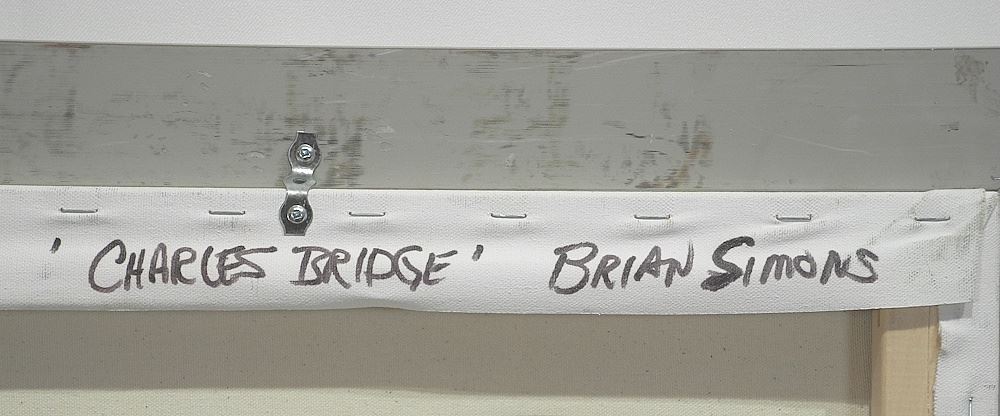 'CHARLES BRIDGE' BRIAN SIMONS